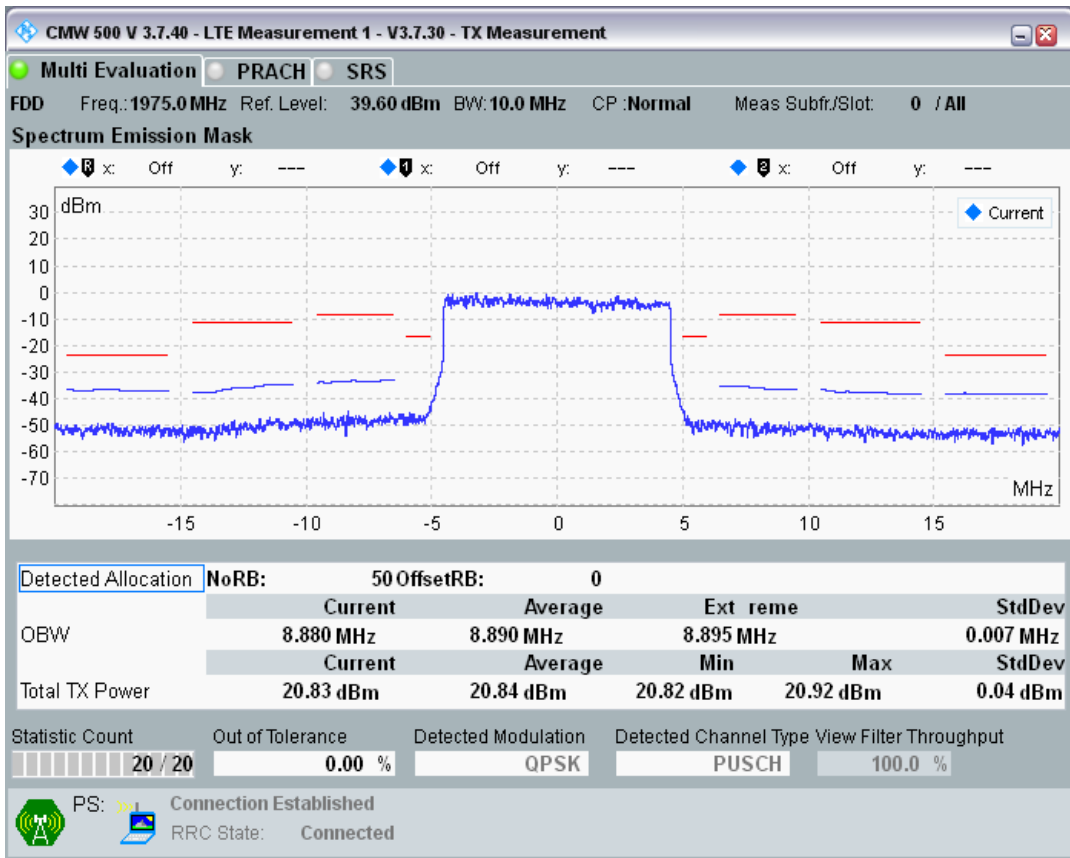 CMW 500 V 3.7.40 - LTE Measurement 1 - V3.7.30 - TX Measurement
Multi Evaluation PRACH SRS
FDD Freq.: 1975.0 MHz Ref. Level: 39.60 dBm BW: 10.0 MHz CP : Normal Meas Subfr./Slot: 0 / All
Spectrum Emission Mask
R x: Off y: --- 1 x: Off y: --- 2 x: Off y: ---
dBm
Current
30
20
10
0
-10
-20
-30
-40
-50
-60
-70
MHz
-15 -10 -5 0 5 10 15
Detected Allocation NoRB: 50 OffsetRB: 0
Current Average Ext reme StdDev
OBW 8.880 MHz 8.890 MHz 8.895 MHz 0.007 MHz
Current Average Min Max StdDev
Total TX Power 20.83 dBm 20.84 dBm 20.82 dBm 20.92 dBm 0.04 dBm
Statistic Count Out of Tolerance Detected Modulation Detected Channel Type View Filter Throughput
20 / 20 0.00 % QPSK PUSCH 100.0 %
PS: Connection Established
RRC State: Connected